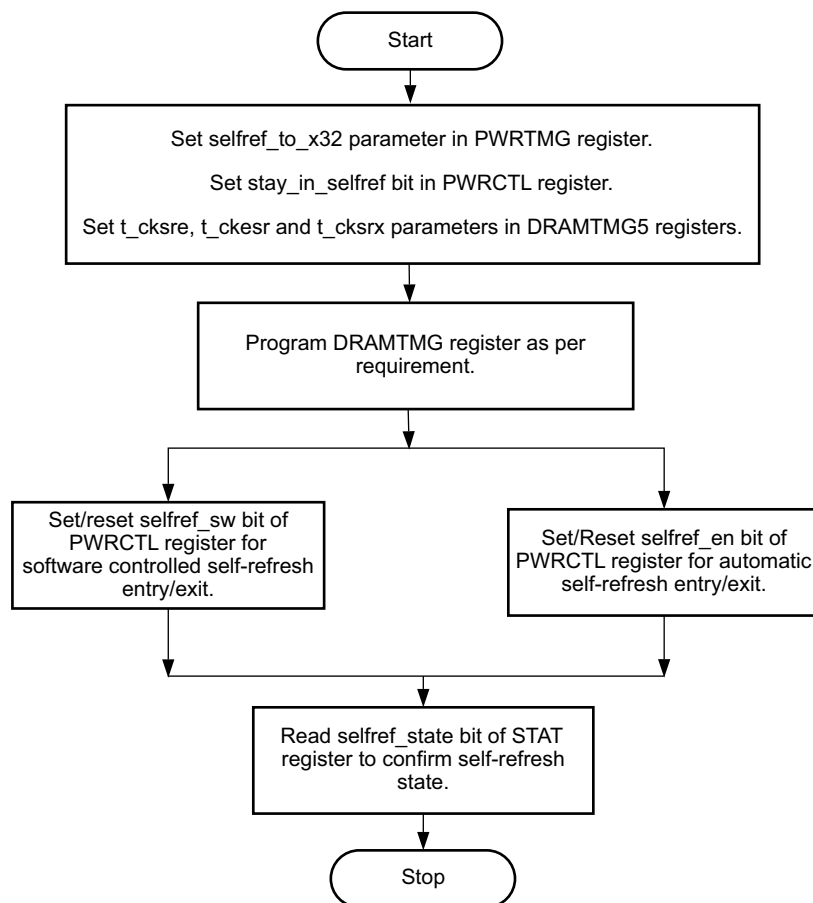 Start
Set selfref_to_x32 parameter in PWRTMG register.
Set stay_in_selfref bit in PWRCTL register.
Set t_cksre, t_ckesr and t_cksrx parameters in DRAMTMG5 registers.
Program DRAMTMG register as per
requirement.
Set/reset selfref_sw bit of
PWRCTL register for
software controlled self-refresh
entry/exit.
Set/Reset selfref_en bit of
PWRCTL register for automatic
self-refresh entry/exit.
Read selfref_state bit of STAT
register to confirm self-refresh
state.
Stop